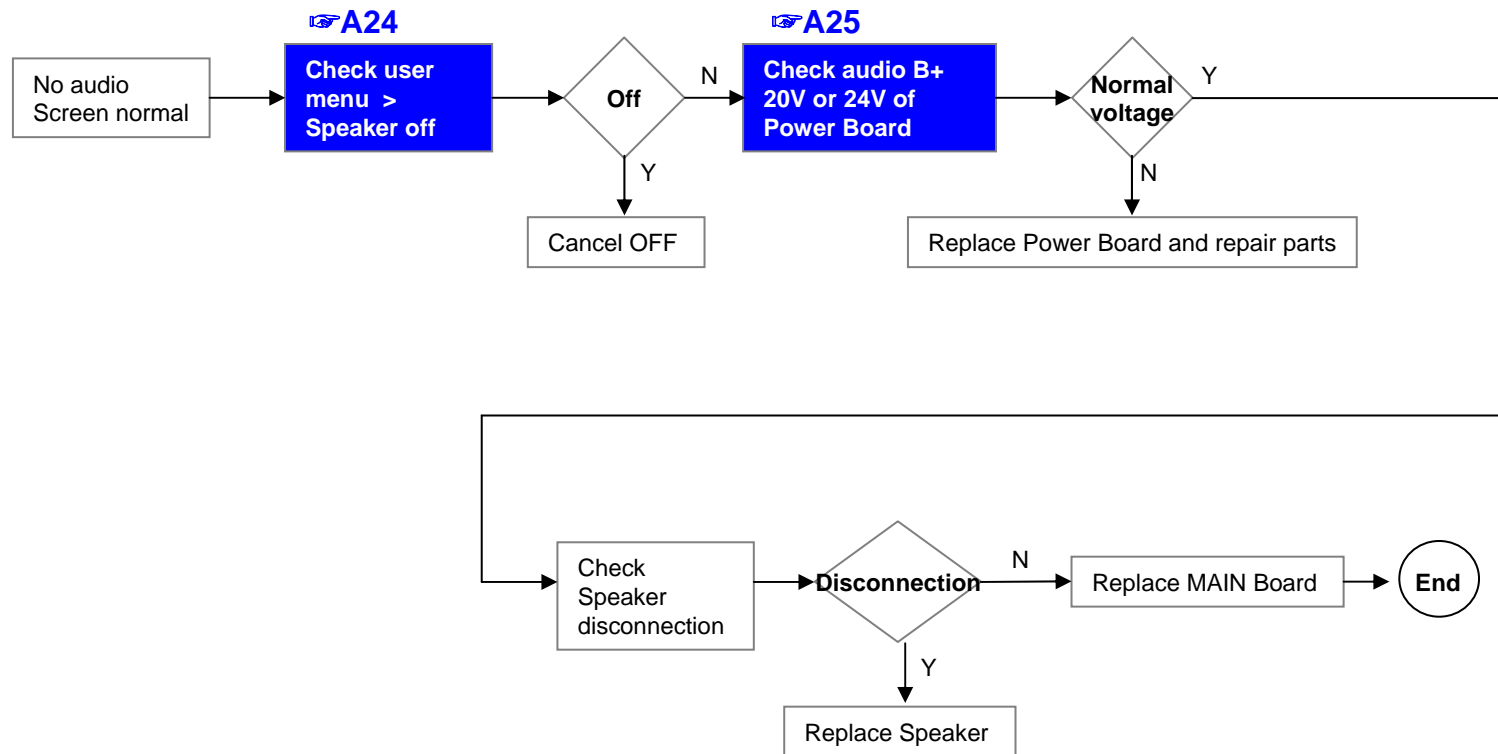 ☞A24
☞A25
No audio
Screen normal
Check user
menu >
Speaker off
Off
N
Check audio B+
20V or 24V of
Power Board
Normal
voltage
Y
Y
N
Cancel OFF
Replace Power Board and repair parts
Check
Speaker
disconnection
Disconnection
N
Replace MAIN Board
End
Y
Replace Speaker